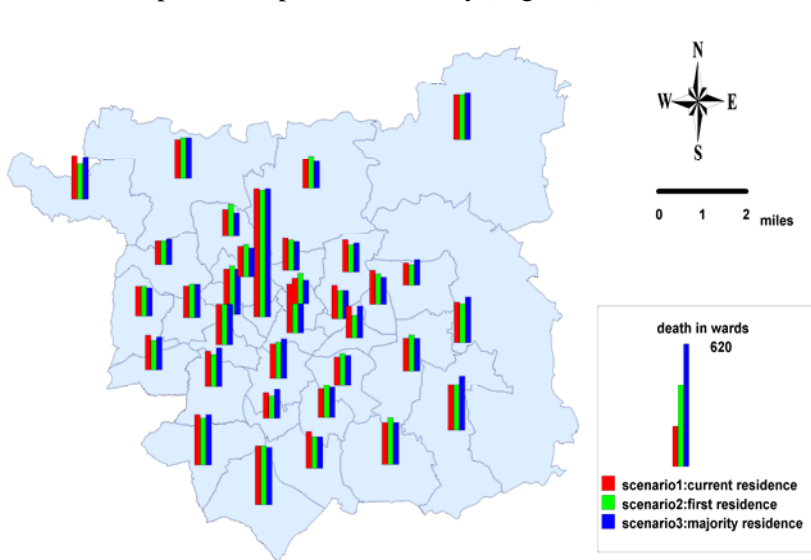 N
W E
S
0 1 2 miles
death in wards
620
scenario1:current residence
scenario2:first residence
scenario3:majority residence